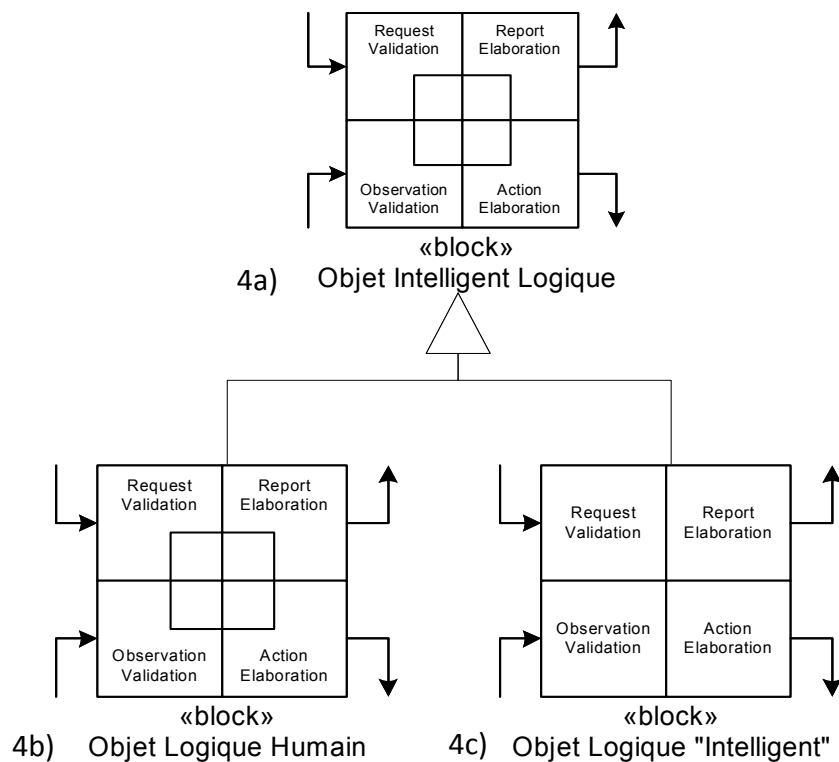 Request
Validation
Report
Elaboration
Observation
Validation
Action
Elaboration
«block»
4a) Objet Intelligent Logique
Request
Validation
Report
Elaboration
Observation
Validation
Action
Elaboration
«block»
4b) Objet Logique Humain
Request
Validation
Report
Elaboration
Observation
Validation
Action
Elaboration
«block»
4c) Objet Logique "Intelligent"